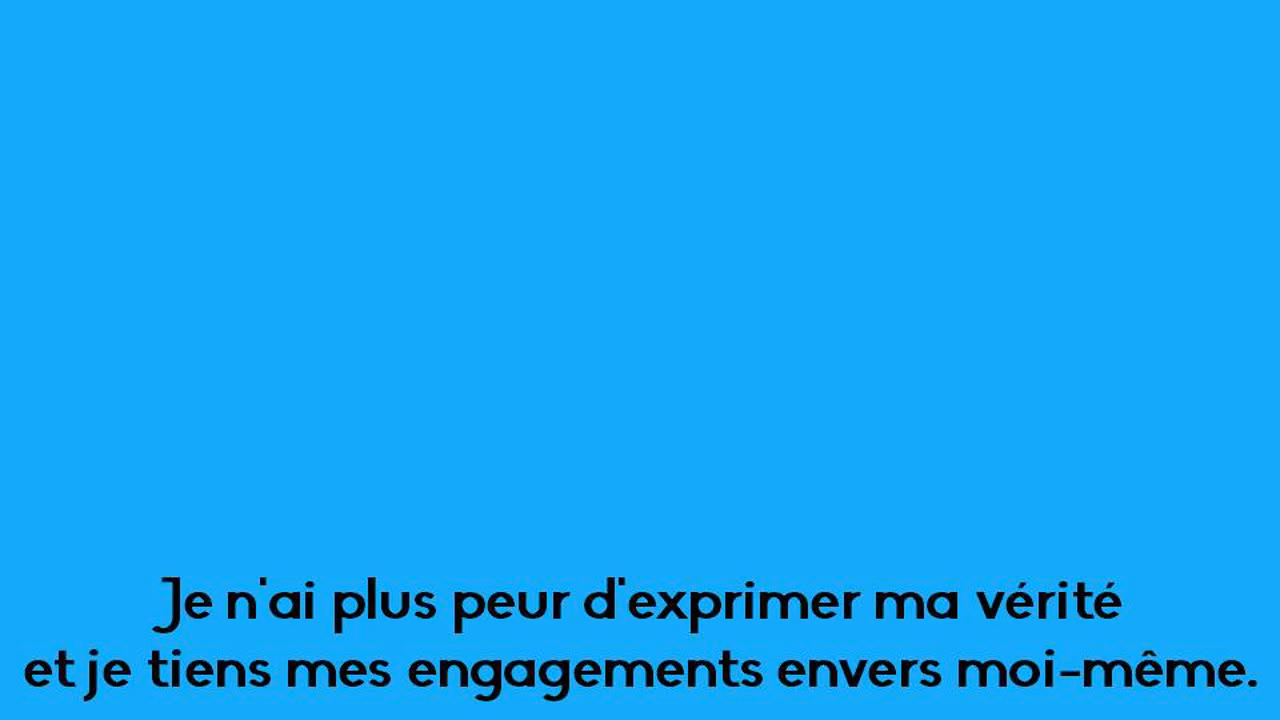 Je n'ai plus peur d'exprimer ma vérité
et je tiens mes engagements envers moi-même.